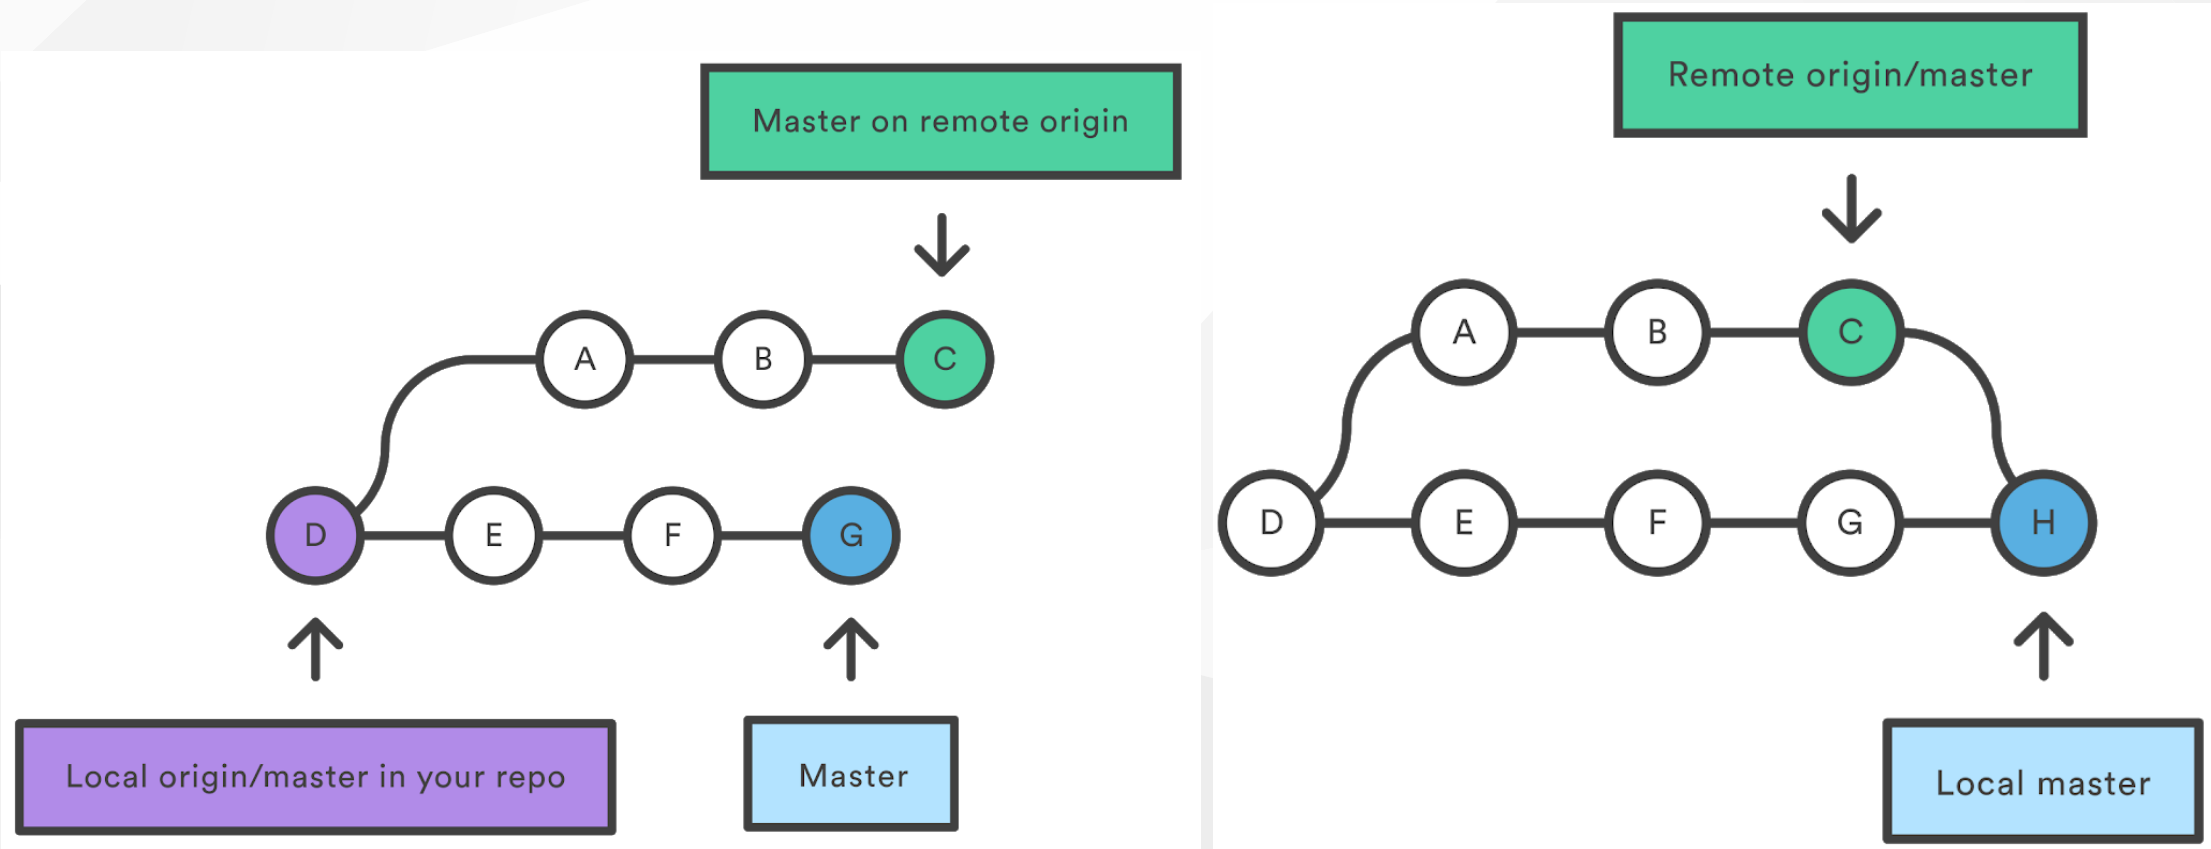 Master on remote origin
A
B
C
D
E
F
G
Local origin/master in your repo
Master
Remote origin/master
A
B
C
D
E
F
G
H
Local master